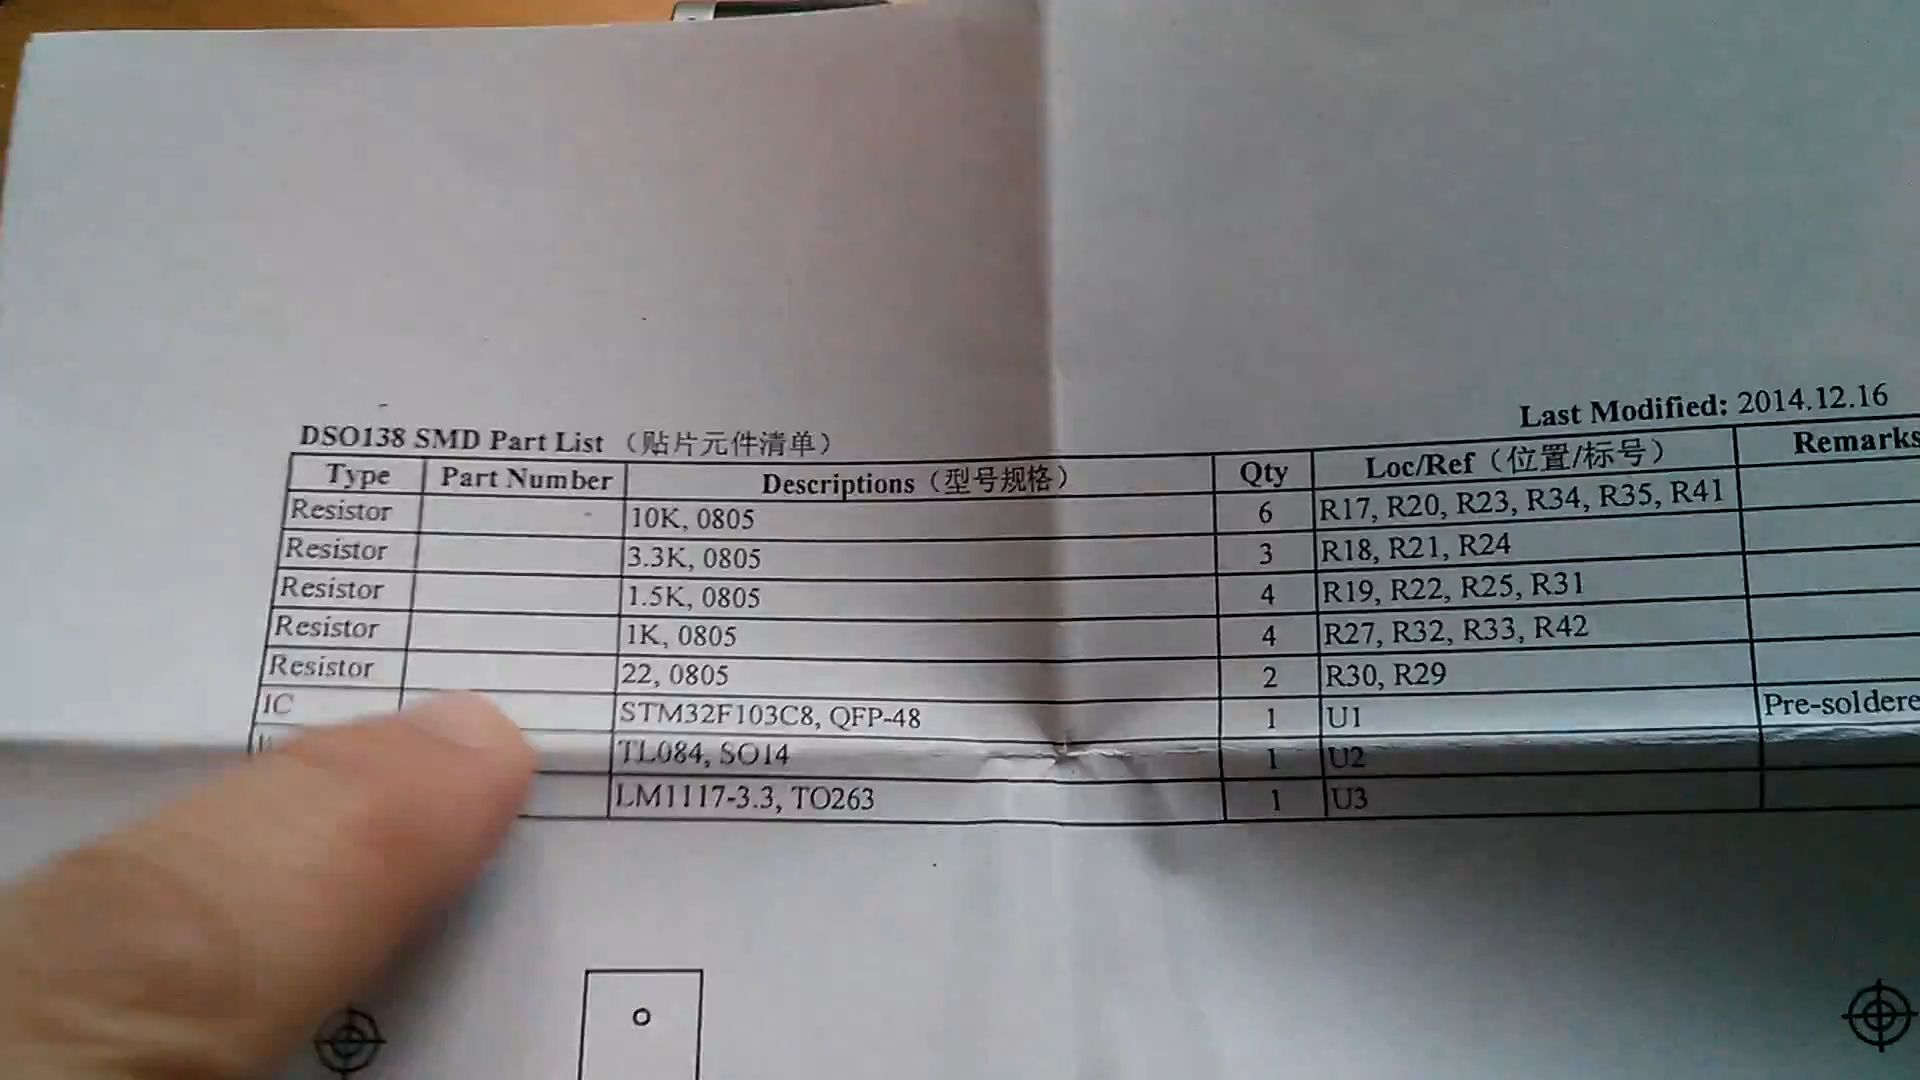 Last Modified: 2014.12.16
DSO138 SMD Part List （贴片元件清单）
Type Part Number Descriptions（型号规格） Qty Loc/Ref（位置/标号） Remarks
Resistor 10K, 0805 6 R17, R20, R23, R34, R35, R41
Resistor 3.3K, 0805 3 R18, R21, R24
Resistor 1.5K, 0805 4 R19, R22, R25, R31
Resistor 1K, 0805 4 R27, R32, R33, R42
Resistor 22, 0805 2 R30, R29
IC STM32F103C8, QFP-48 1 U1 Pre-soldere
TL084, SO14 1 U2
LM1117-3.3, TO263 1 U3